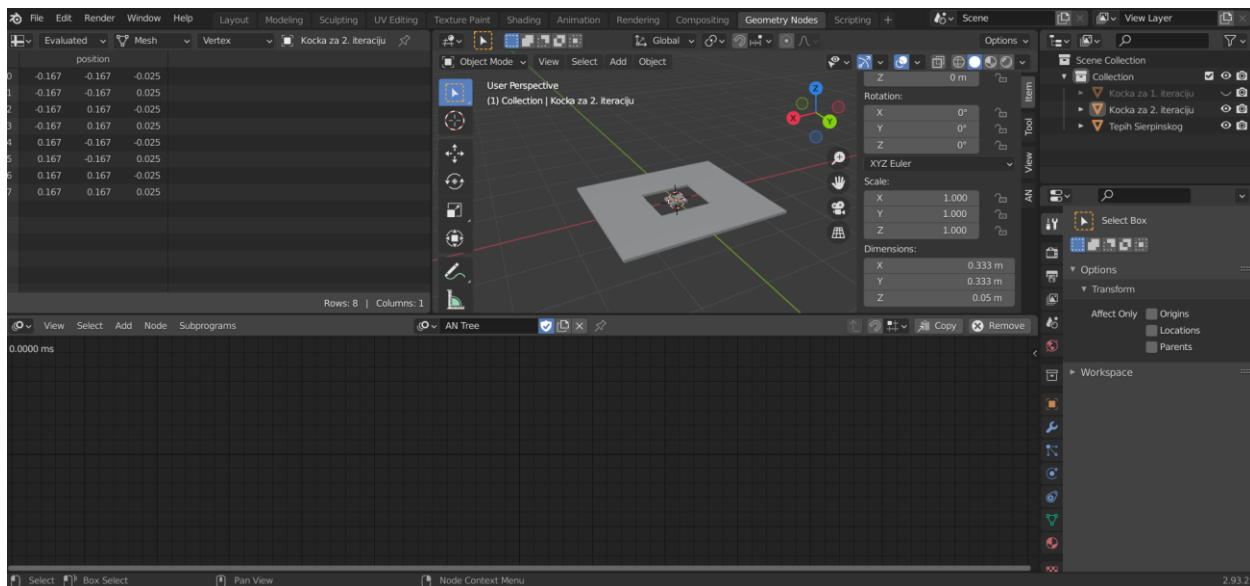 File Edit Render Window Help Layout Modeling Sculpting UV Editing Texture Paint Shading Animation Rendering Compositing Geometry Nodes Scripting + Scene View Layer
Evaluated Mesh Vertex Kocka za 2. iteraciju
position
0 -0.167 -0.167 -0.025
1 -0.167 -0.167 0.025
2 -0.167 0.167 -0.025
3 -0.167 0.167 0.025
4 0.167 -0.167 -0.025
5 0.167 -0.167 0.025
6 0.167 0.167 -0.025
7 0.167 0.167 0.025
Rows: 8 | Columns: 1
Global Options
Object Mode View Select Add Object
User Perspective
(1) Collection | Kocka za 2. iteraciju
Z
X
Y
Z 0 m
Rotation:
X 0°
Y 0°
Z 0°
XYZ Euler
Scale:
X 1.000
Y 1.000
Z 1.000
Dimensions:
X 0.333 m
Y 0.333 m
Z 0.05 m
Item
Tool
View
AN
Scene Collection
Collection
Kocka za 1. iteraciju
Kocka za 2. iteraciju
Tepih Sierpinskog
Select Box
Options
Transform
Affect Only Origins
Locations
Parents
Workspace
View Select Add Node Subprograms AN Tree Copy Remove
0.0000 ms
Select Box Select Pan View Node Context Menu 2.93.2